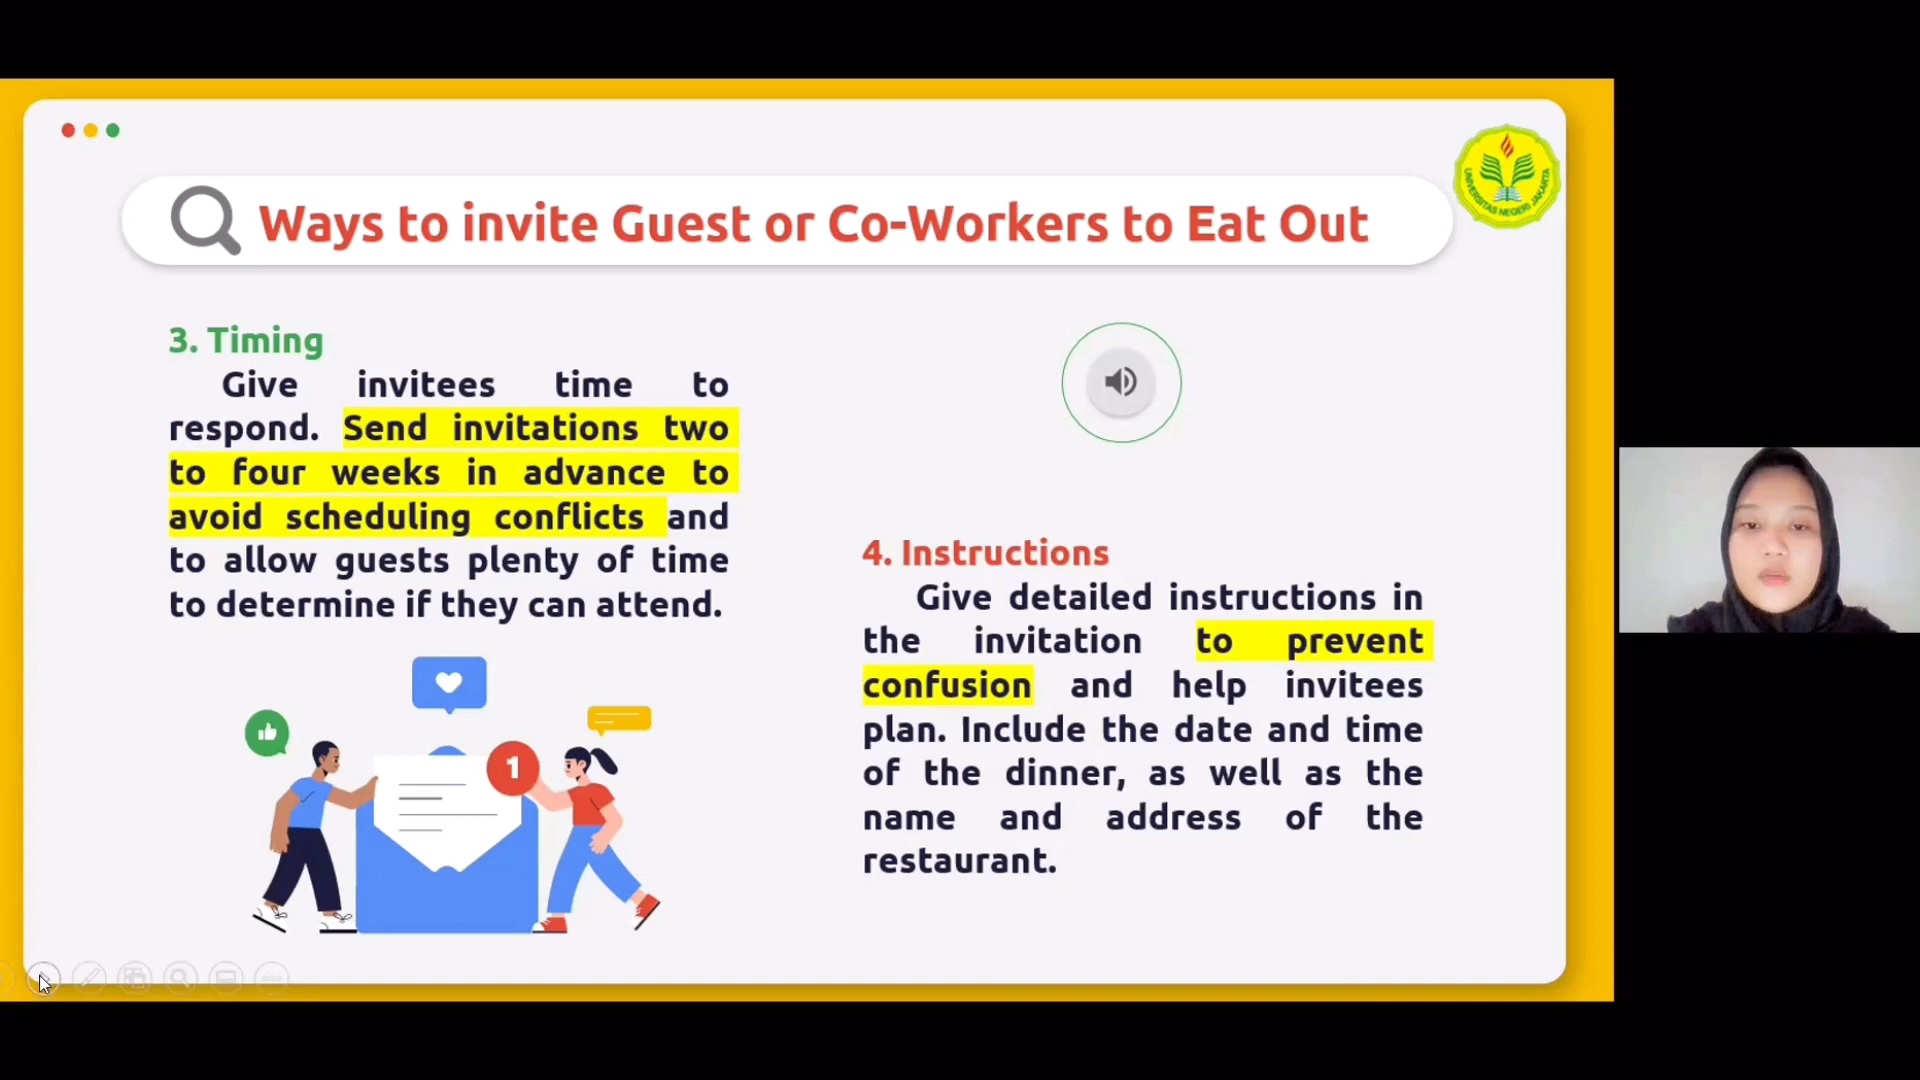 Ways to invite Guest or Co-Workers to Eat Out
UNIVERSITAS NEGERI JAKARTA
3. Timing
Give invitees time to
respond. Send invitations two
to four weeks in advance to
avoid scheduling conflicts and
to allow guests plenty of time
to determine if they can attend.
1
4. Instructions
Give detailed instructions in
the invitation to prevent
confusion and help invitees
plan. Include the date and time
of the dinner, as well as the
name and address of the
restaurant.